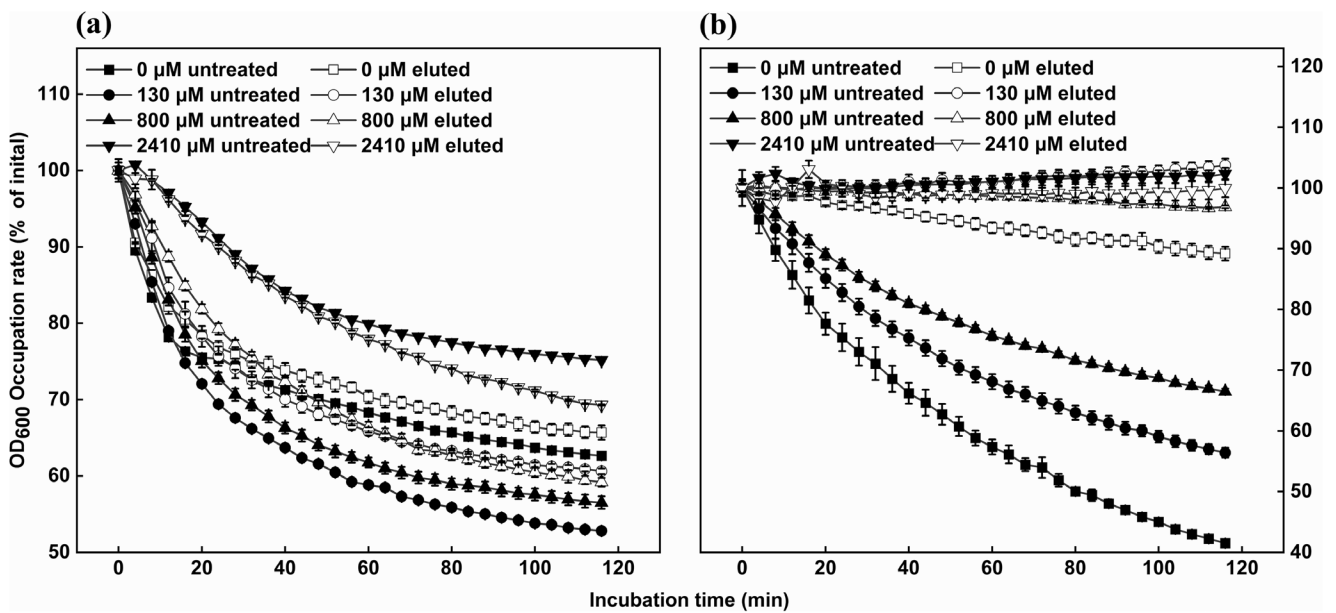 (a)
(b)
0 µM untreated
0 µM eluted
130 µM untreated
130 µM eluted
800 µM untreated
800 µM eluted
2410 µM untreated
2410 µM eluted
0 µM untreated
0 µM eluted
130 µM untreated
130 µM eluted
800 µM untreated
800 µM eluted
2410 µM untreated
2410 µM eluted
OD600 Occupation rate (% of inital)
110
100
90
80
70
60
50
120
110
100
90
80
70
60
50
40
0 20 40 60 80 100 120
0 20 40 60 80 100 120
Incubation time (min)